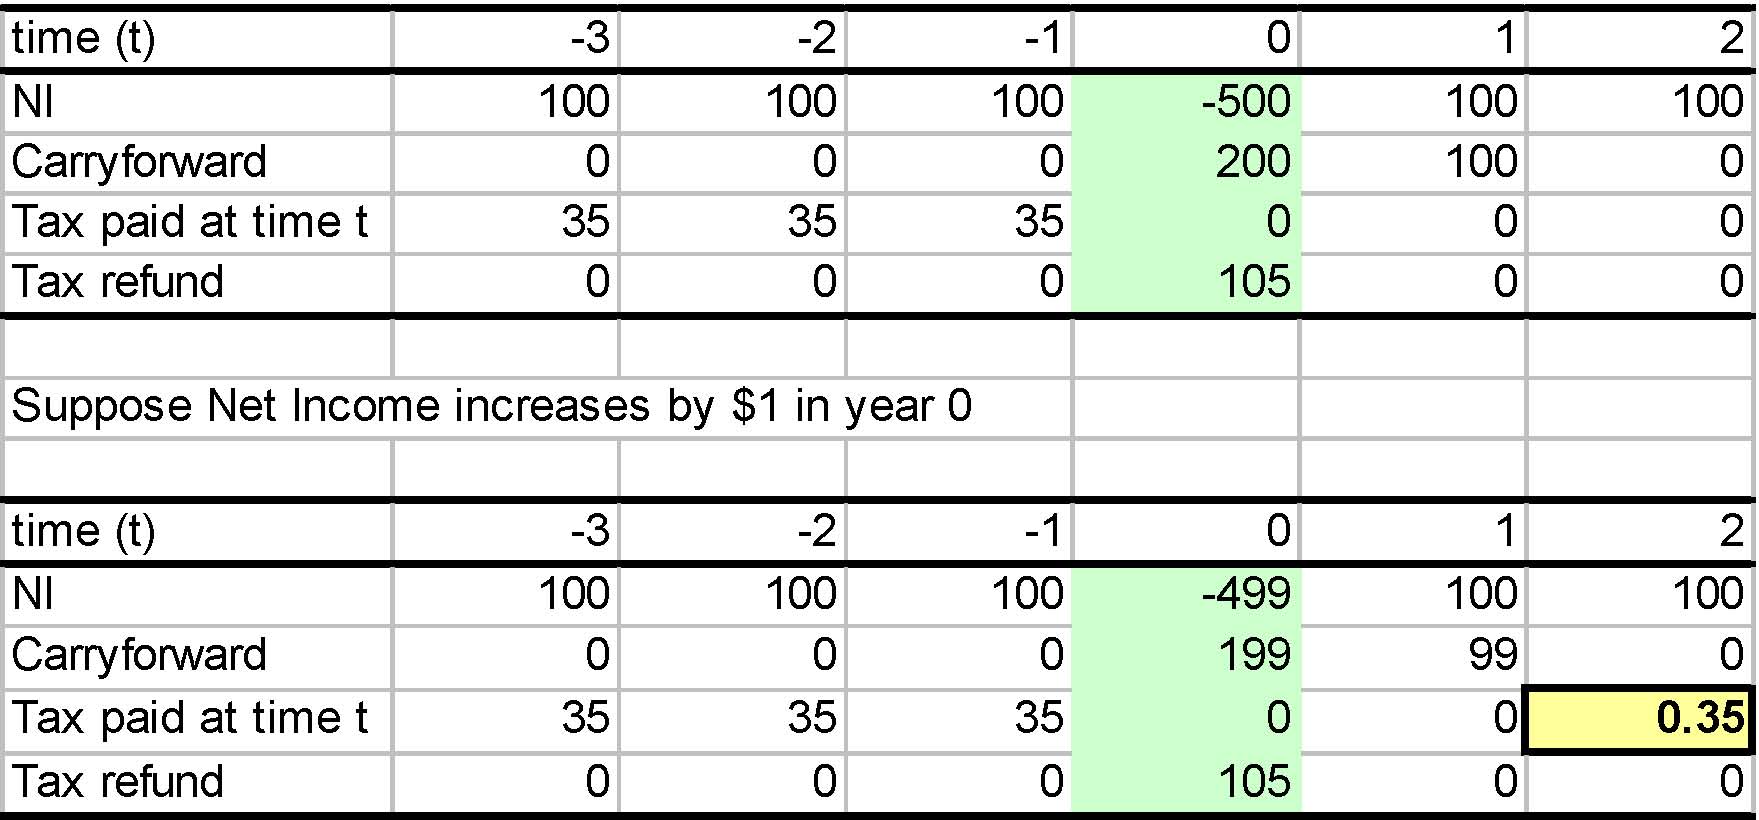 time (t) -3 -2 -1 0 1 2
NI 100 100 100 -500 100 100
Carryforward 0 0 0 200 100 0
Tax paid at time t 35 35 35 0 0 0
Tax refund 0 0 0 105 0 0
Suppose Net Income increases by $1 in year 0
time (t) -3 -2 -1 0 1 2
NI 100 100 100 -499 100 100
Carryforward 0 0 0 199 99 0
Tax paid at time t 35 35 35 0 0 0.35
Tax refund 0 0 0 105 0 0